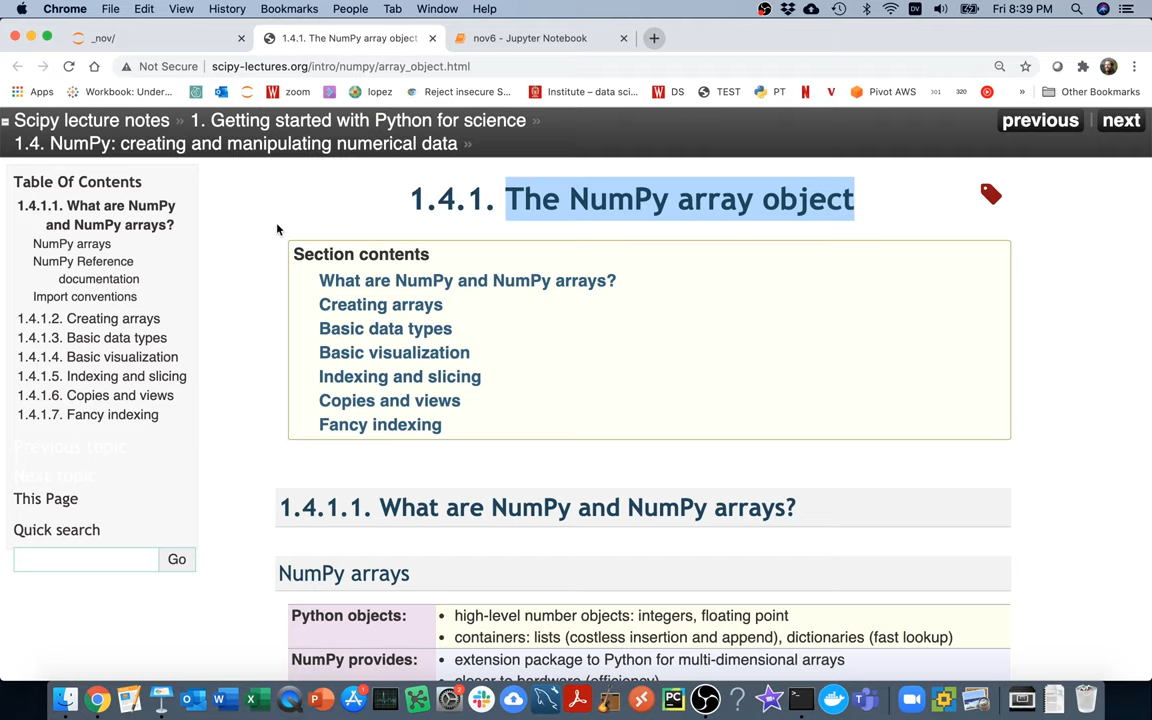 Chrome File Edit View History Bookmarks People Tab Window Help Fri 8:39 PM
_nov/ 1.4.1. The NumPy array object nov6 - Jupyter Notebook
Not Secure scipy-lectures.org/intro/numpy/array_object.html
Apps Workbook: Under... zoom lopez Reject insecure S... Institute – data sci... DS TEST PT Pivot AWS Other Bookmarks
Scipy lecture notes » 1. Getting started with Python for science »
previous | next
1.4. NumPy: creating and manipulating numerical data »
Table Of Contents
1.4.1.1. What are NumPy
and NumPy arrays?
NumPy arrays
NumPy Reference
documentation
Import conventions
1.4.1.2. Creating arrays
1.4.1.3. Basic data types
1.4.1.4. Basic visualization
1.4.1.5. Indexing and slicing
1.4.1.6. Copies and views
1.4.1.7. Fancy indexing
Previous topic
Next topic
This Page
Quick search
Go
1.4.1. The NumPy array object
Section contents
What are NumPy and NumPy arrays?
Creating arrays
Basic data types
Basic visualization
Indexing and slicing
Copies and views
Fancy indexing
1.4.1.1. What are NumPy and NumPy arrays?
NumPy arrays
Python objects:
• high-level number objects: integers, floating point
• containers: lists (costless insertion and append), dictionaries (fast lookup)
NumPy provides:
• extension package to Python for multi-dimensional arrays
• closer to hardware (efficiency)